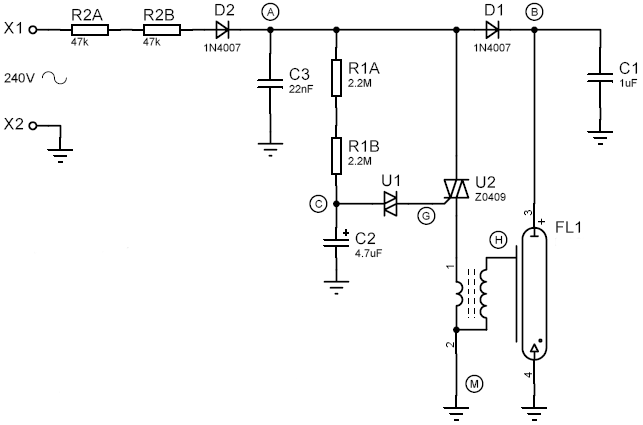 X1
R2A
47k
R2B
47k
D2
1N4007
A
D1
1N4007
B
240V
X2
C3
22nF
R1A
2.2M
R1B
2.2M
C1
1uF
C
U1
G
U2
Z0409
C2
4.7uF
+
H
3
+
FL1
1
2
M
4